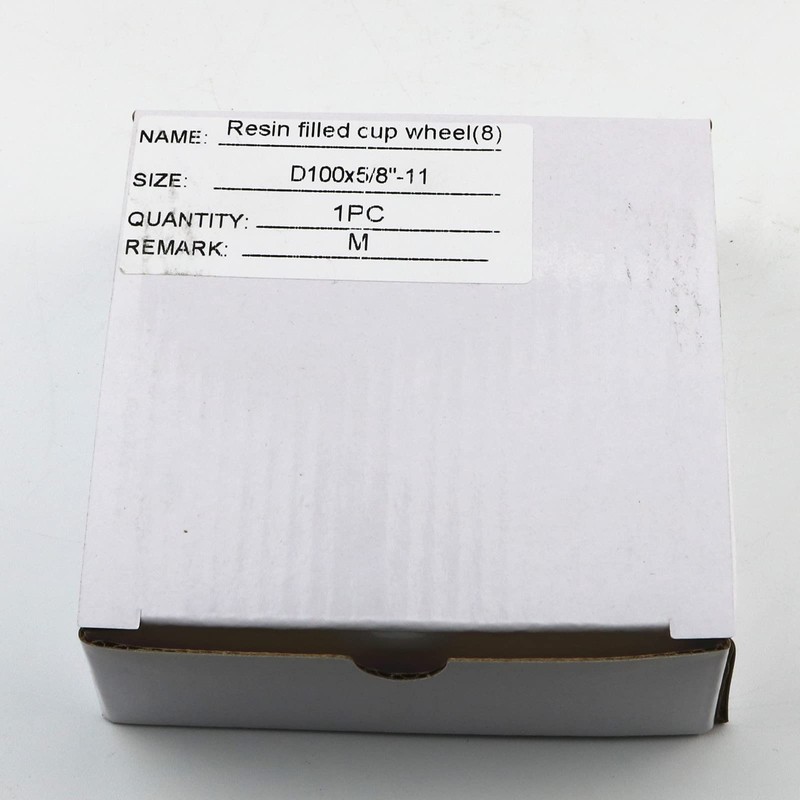 NAME: Resin filled cup wheel(8)
SIZE: D100x5/8"-11
QUANTITY: 1PC
REMARK: M